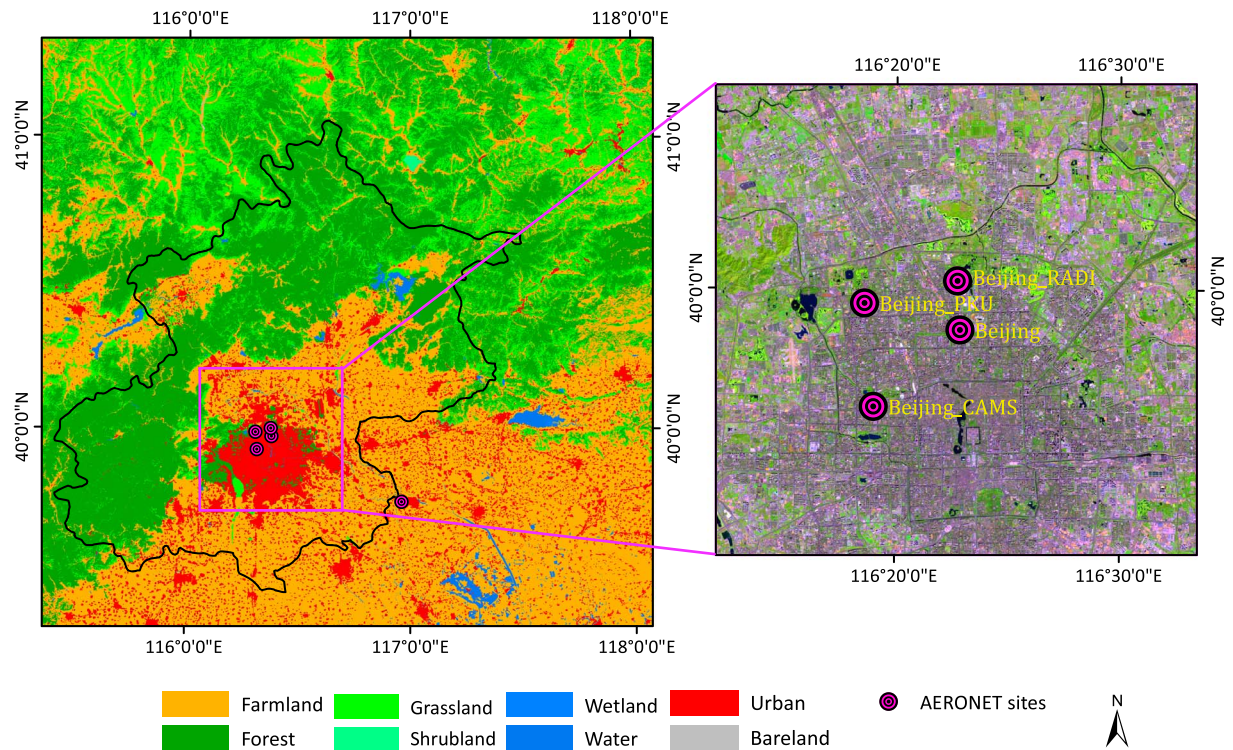 116°0'0"E 117°0'0"E 118°0'0"E
41°0'0"N
41°0'0"N
40°0'0"N
40°0'0"N
116°0'0"E 117°0'0"E 118°0'0"E
116°20'0"E 116°30'0"E
40°0'0"N
40°0'0"N
Beijing_RADI
Beijing_PKU
Beijing
Beijing_CAMS
116°20'0"E 116°30'0"E
Farmland Grassland Wetland Urban AERONET sites N
Forest Shrubland Water Bareland